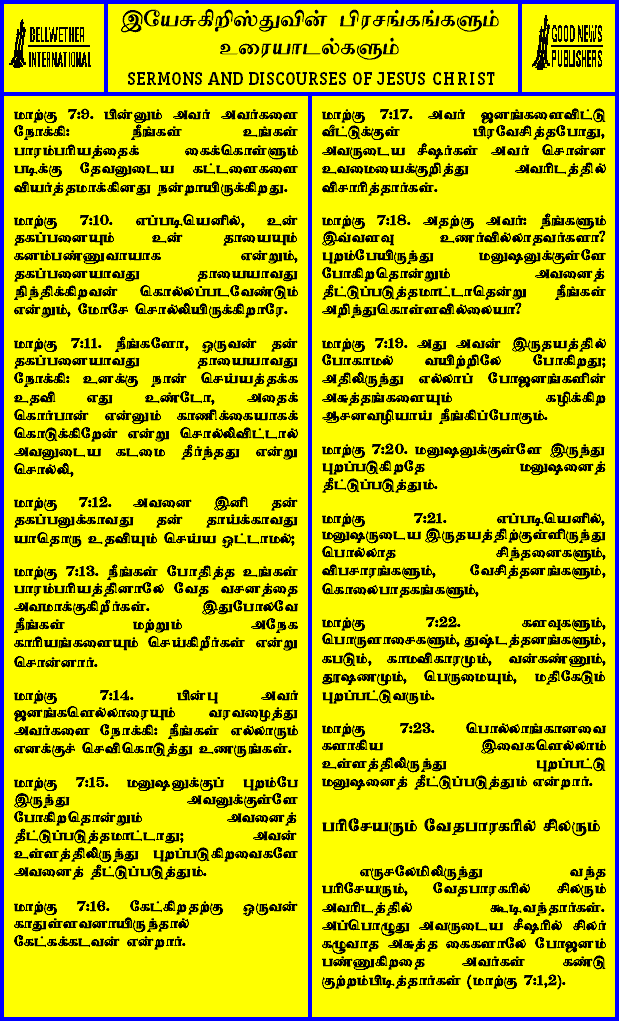 BELLWETHER
INTERNATIONAL
இயேசுகிறிஸ்துவின் பிரசங்கங்களும்
உரையாடல்களும்
SERMONS AND DISCOURSES OF JESUS CHRIST
GOOD NEWS
PUBLISHERS
மாற்கு 7:9. பின்னும் அவர் அவர்களை
நோக்கி: நீங்கள் உங்கள்
பாரம்பரியத்தைக் கைக்கொள்ளும்
படிக்கு தேவனுடைய கட்டளைகளை
வியர்த்தமாக்கினது நன்றாயிருக்கிறது.
மாற்கு 7:10. எப்படியெனில், உன்
தகப்பனையும் உன் தாயையும்
கனம்பண்ணுவாயாக என்றும்,
தகப்பனையாவது தாயையாவது
நிந்திக்கிறவன் கொல்லப்படவேண்டும்
என்றும், மோசே சொல்லியிருக்கிறாரே.
மாற்கு 7:11. நீங்களோ, ஒருவன் தன்
தகப்பனையாவது தாயையாவது
நோக்கி: உனக்கு நான் செய்யத்தக்க
உதவி எது உண்டோ, அதைக்
கொர்பான் என்னும் காணிக்கையாகக்
கொடுக்கிறேன் என்று சொல்லிவிட்டால்
அவனுடைய கடமை தீர்ந்தது என்று
சொல்லி,
மாற்கு 7:12. அவனை இனி தன்
தகப்பனுக்காவது தன் தாய்க்காவது
யாதொரு உதவியும் செய்ய ஒட்டாமல்;
மாற்கு 7:13. நீங்கள் போதித்த உங்கள்
பாரம்பரியத்தினாலே வேத வசனத்தை
அவமாக்குகிறீர்கள். இதுபோலவே
நீங்கள் மற்றும் அநேக
காரியங்களையும் செய்கிறீர்கள் என்று
சொன்னார்.
மாற்கு 7:14. பின்பு அவர்
ஜனங்களெல்லாரையும் வரவழைத்து
அவர்களை நோக்கி: நீங்கள் எல்லாரும்
எனக்குச் செவிகொடுத்து உணருங்கள்.
மாற்கு 7:15. மனுஷனுக்குப் புறம்பே
இருந்து அவனுக்குள்ளே
போகிறதொன்றும் அவனைத்
தீட்டுப்படுத்தமாட்டாது; அவன்
உள்ளத்திலிருந்து புறப்படுகிறவைகளே
அவனைத் தீட்டுப்படுத்தும்.
மாற்கு 7:16. கேட்கிறதற்கு ஒருவன்
காதுள்ளவனாயிருந்தால்
கேட்கக்கடவன் என்றார்.
மாற்கு 7:17. அவர் ஜனங்களைவிட்டு
வீட்டுக்குள் பிரவேசித்தபோது,
அவருடைய சீஷர்கள் அவர் சொன்ன
உவமையைக்குறித்து அவரிடத்தில்
விசாரித்தார்கள்.
மாற்கு 7:18. அதற்கு அவர்: நீங்களும்
இவ்வளவு உணர்வில்லாதவர்களா?
புறம்பேயிருந்து மனுஷனுக்குள்ளே
போகிறதொன்றும் அவனைத்
தீட்டுப்படுத்தமாட்டாதென்று நீங்கள்
அறிந்துகொள்ளவில்லையா?
மாற்கு 7:19. அது அவன் இருதயத்தில்
போகாமல் வயிற்றிலே போகிறது;
அதிலிருந்து எல்லாப் போஜனங்களின்
அசுத்தங்களையும் கழிக்கிற
ஆசனவழியாய் நீங்கிப்போகும்.
மாற்கு 7:20. மனுஷனுக்குள்ளே இருந்து
புறப்படுகிறதே மனுஷனைத்
தீட்டுப்படுத்தும்.
மாற்கு 7:21. எப்படியெனில்,
மனுஷருடைய இருதயத்திற்குள்ளிருந்து
பொல்லாத சிந்தனைகளும்,
விபசாரங்களும், வேசித்தனங்களும்,
கொலைபாதகங்களும்,
மாற்கு 7:22. களவுகளும்,
பொருளாசைகளும், துஷ்டத்தனங்களும்,
கபடும், காமவிகாரமும், வன்கண்ணும்,
தூஷணமும், பெருமையும், மதிகேடும்
புறப்பட்டுவரும்.
மாற்கு 7:23. பொல்லாங்கானவை
களாகிய இவைகளெல்லாம்
உள்ளத்திலிருந்து புறப்பட்டு
மனுஷனைத் தீட்டுப்படுத்தும் என்றார்.
பரிசேயரும் வேதபாரகரில் சிலரும்
எருசலேமிலிருந்து வந்த
பரிசேயரும், வேதபாரகரில் சிலரும்
அவரிடத்தில் கூடிவந்தார்கள்.
அப்பொழுது அவருடைய சீஷரில் சிலர்
கழுவாத அசுத்த கைகளாலே போஜனம்
பண்ணுகிறதை அவர்கள் கண்டு
குற்றம்பிடித்தார்கள் (மாற்கு 7:1,2).